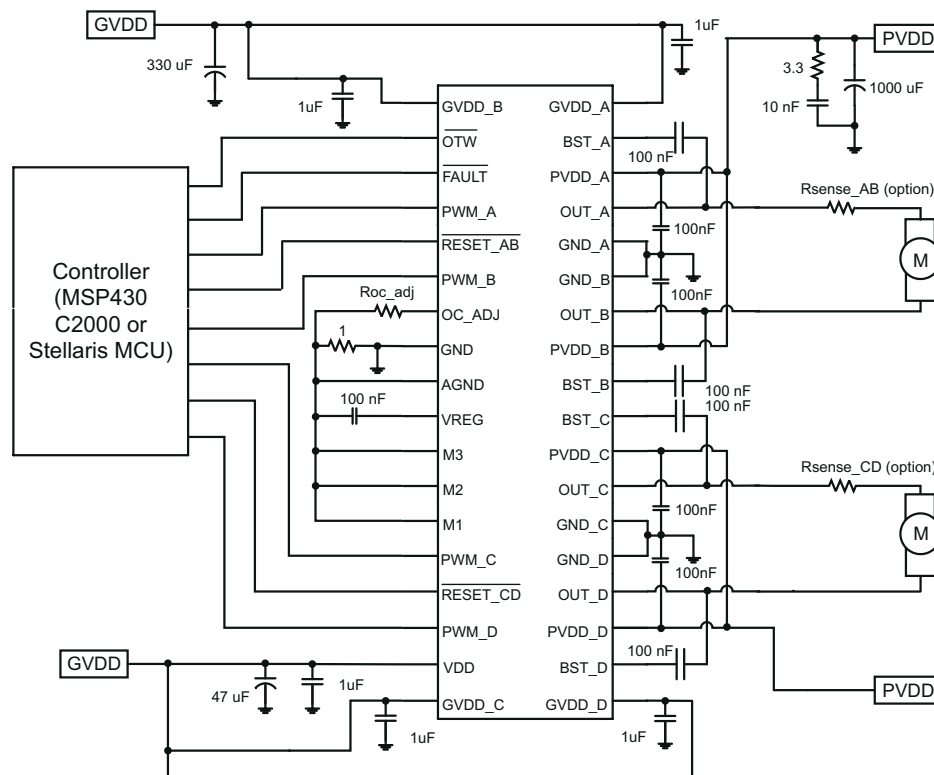 GVDD
1uF
PVDD
330 uF
3.3
1000 uF
1uF
10 nF
GVDD_B
GVDD_A
OTW
BST_A
100 nF
FAULT
PVDD_A
Rsense_AB (option)
PWM_A
OUT_A
100nF
RESET_AB
GND_A
M
Controller
(MSP430
C2000 or
Stellaris MCU)
PWM_B
GND_B
100nF
Roc_adj
OC_ADJ
OUT_B
1
GND
PVDD_B
AGND
BST_B
100 nF
100 nF
100 nF
VREG
BST_C
M3
PVDD_C
Rsense_CD (option)
M2
OUT_C
100nF
M1
GND_C
M
PWM_C
GND_D
100nF
RESET_CD
OUT_D
PWM_D
PVDD_D
100 nF
GVDD
VDD
BST_D
47 uF
1uF
PVDD
GVDD_C
GVDD_D
1uF
1uF